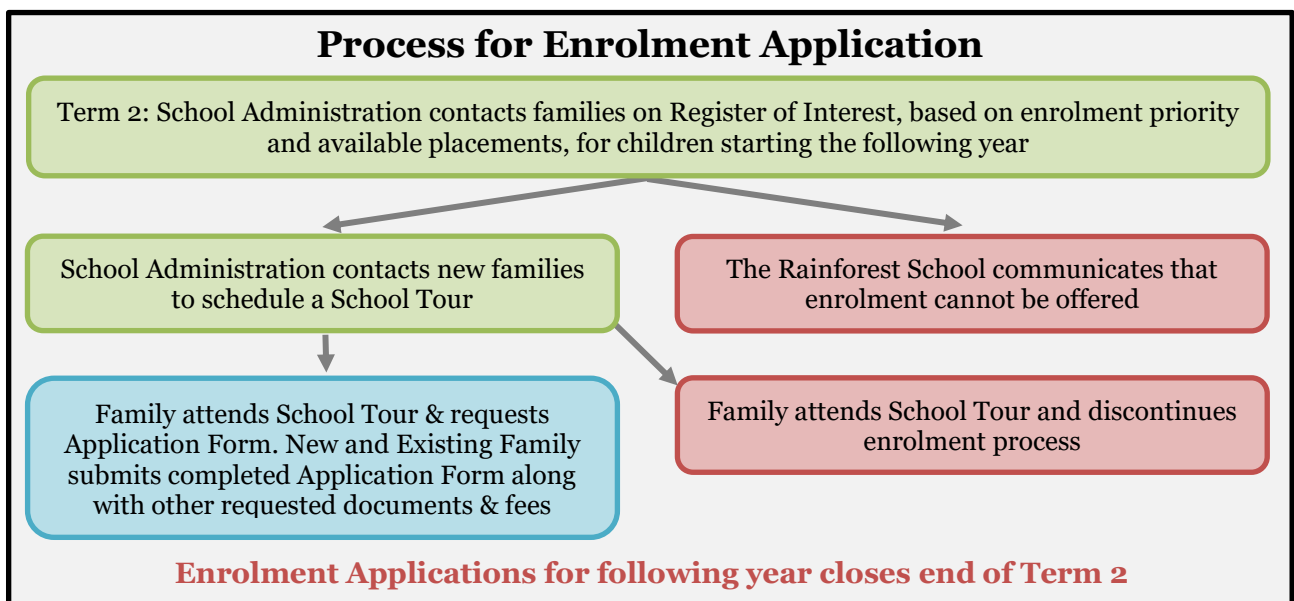 Process for Enrolment Application
Term 2: School Administration contacts families on Register of Interest, based on enrolment priority
and available placements, for children starting the following year
School Administration contacts new families
to schedule a School Tour
The Rainforest School communicates that
enrolment cannot be offered
Family attends School Tour & requests
Application Form. New and Existing Family
submits completed Application Form along
with other requested documents & fees
Family attends School Tour and discontinues
enrolment process
Enrolment Applications for following year closes end of Term 2